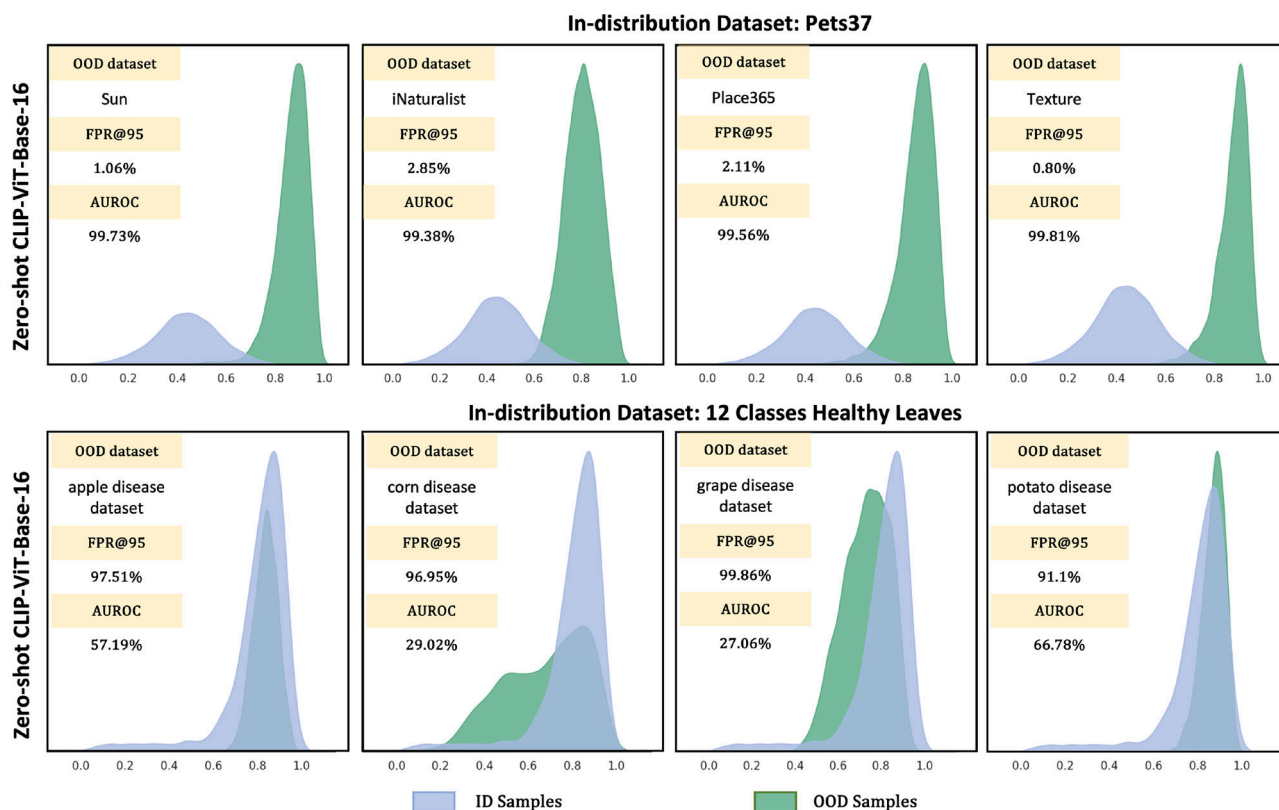 In-distribution Dataset: Pets37
Zero-shot CLIP-ViT-Base-16
OOD dataset
Sun
FPR@95
1.06%
AUROC
99.73%
0.0 0.2 0.4 0.6 0.8 1.0
OOD dataset
iNaturalist
FPR@95
2.85%
AUROC
99.38%
0.0 0.2 0.4 0.6 0.8 1.0
OOD dataset
Place365
FPR@95
2.11%
AUROC
99.56%
0.0 0.2 0.4 0.6 0.8 1.0
OOD dataset
Texture
FPR@95
0.80%
AUROC
99.81%
0.0 0.2 0.4 0.6 0.8 1.0
In-distribution Dataset: 12 Classes Healthy Leaves
Zero-shot CLIP-ViT-Base-16
OOD dataset
apple disease
dataset
FPR@95
97.51%
AUROC
57.19%
0.0 0.2 0.4 0.6 0.8 1.0
OOD dataset
corn disease
dataset
FPR@95
96.95%
AUROC
29.02%
0.0 0.2 0.4 0.6 0.8 1.0
OOD dataset
grape disease
dataset
FPR@95
99.86%
AUROC
27.06%
0.0 0.2 0.4 0.6 0.8 1.0
OOD dataset
potato disease
dataset
FPR@95
91.1%
AUROC
66.78%
0.0 0.2 0.4 0.6 0.8 1.0
ID Samples
OOD Samples